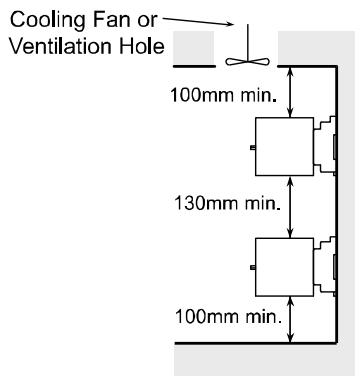 Cooling Fan or
Ventilation Hole
100mm min.
130mm min.
100mm min.